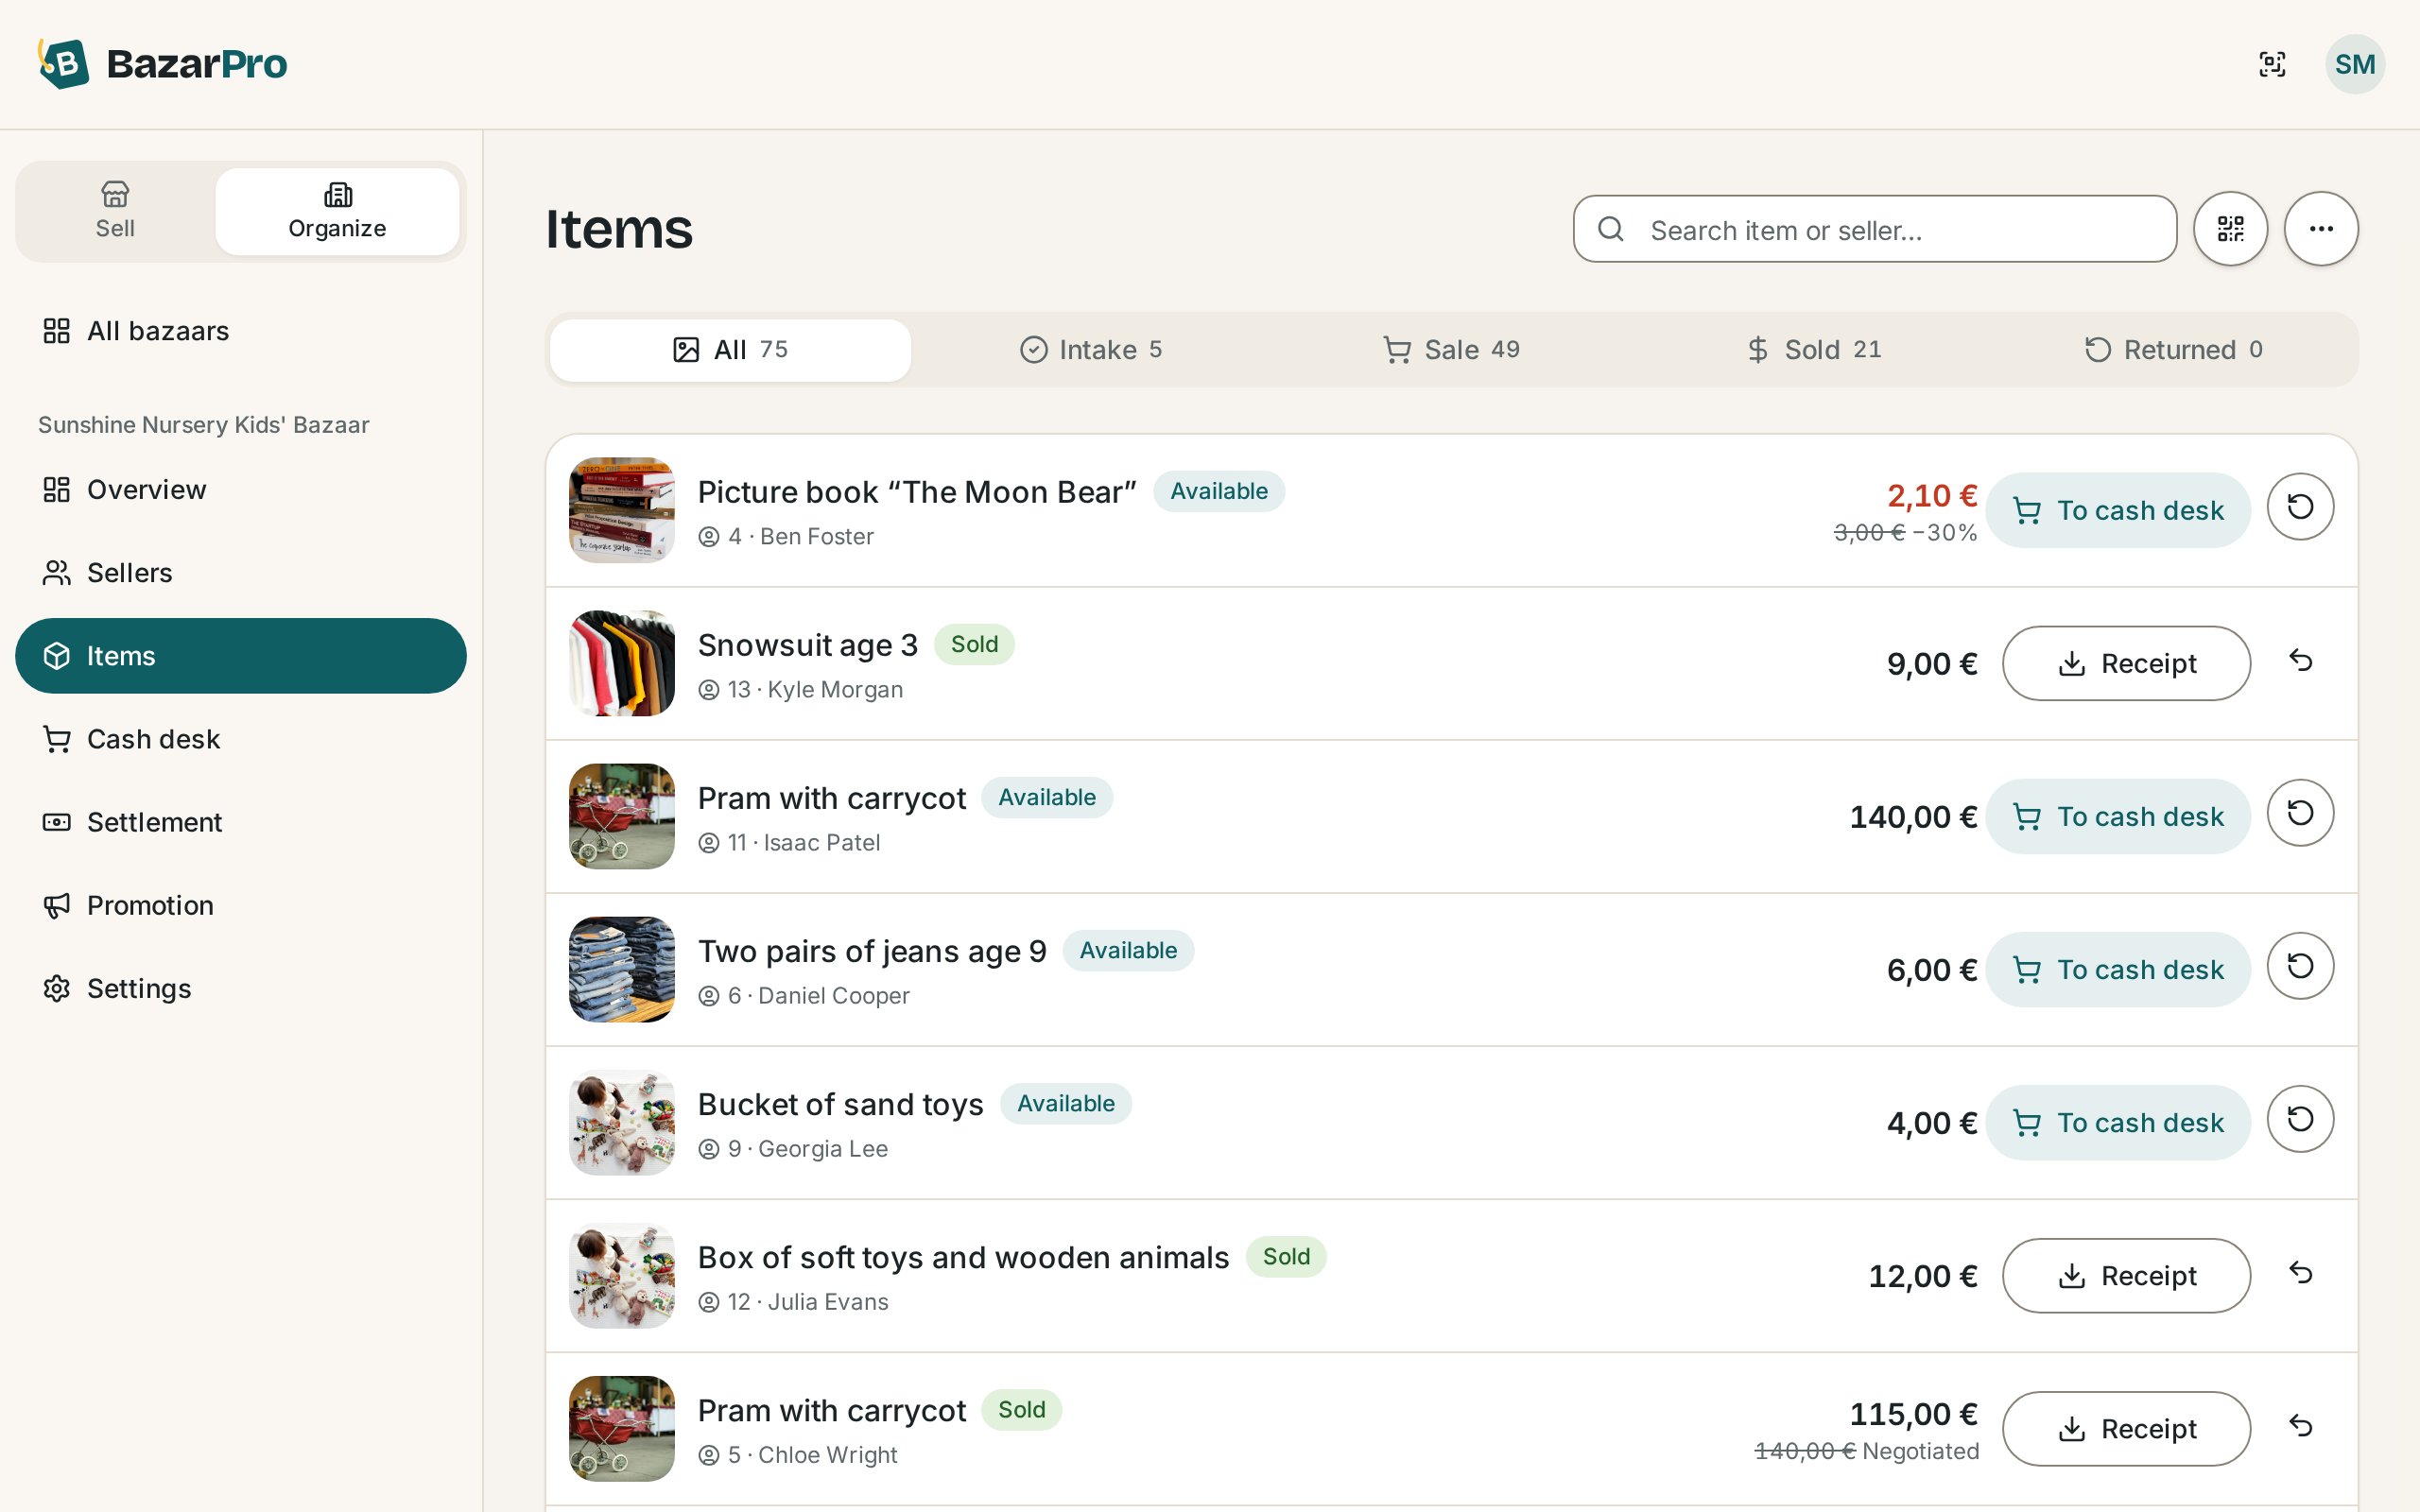 BazarPro
SM
Sell
Organize
All bazaars
Sunshine Nursery Kids' Bazaar
Overview
Sellers
Items
Cash desk
Settlement
Promotion
Settings
Items
Search item or seller...
All 75
Intake 5
Sale 49
Sold 21
Returned 0
Picture book “The Moon Bear” Available
4 · Ben Foster
2,10 €
3,00 € −30%
To cash desk
Snowsuit age 3 Sold
13 · Kyle Morgan
9,00 €
Receipt
Pram with carrycot Available
11 · Isaac Patel
140,00 €
To cash desk
Two pairs of jeans age 9 Available
6 · Daniel Cooper
6,00 €
To cash desk
Bucket of sand toys Available
9 · Georgia Lee
4,00 €
To cash desk
Box of soft toys and wooden animals Sold
12 · Julia Evans
12,00 €
Receipt
Pram with carrycot Sold
5 · Chloe Wright
115,00 €
140,00 € Negotiated
Receipt